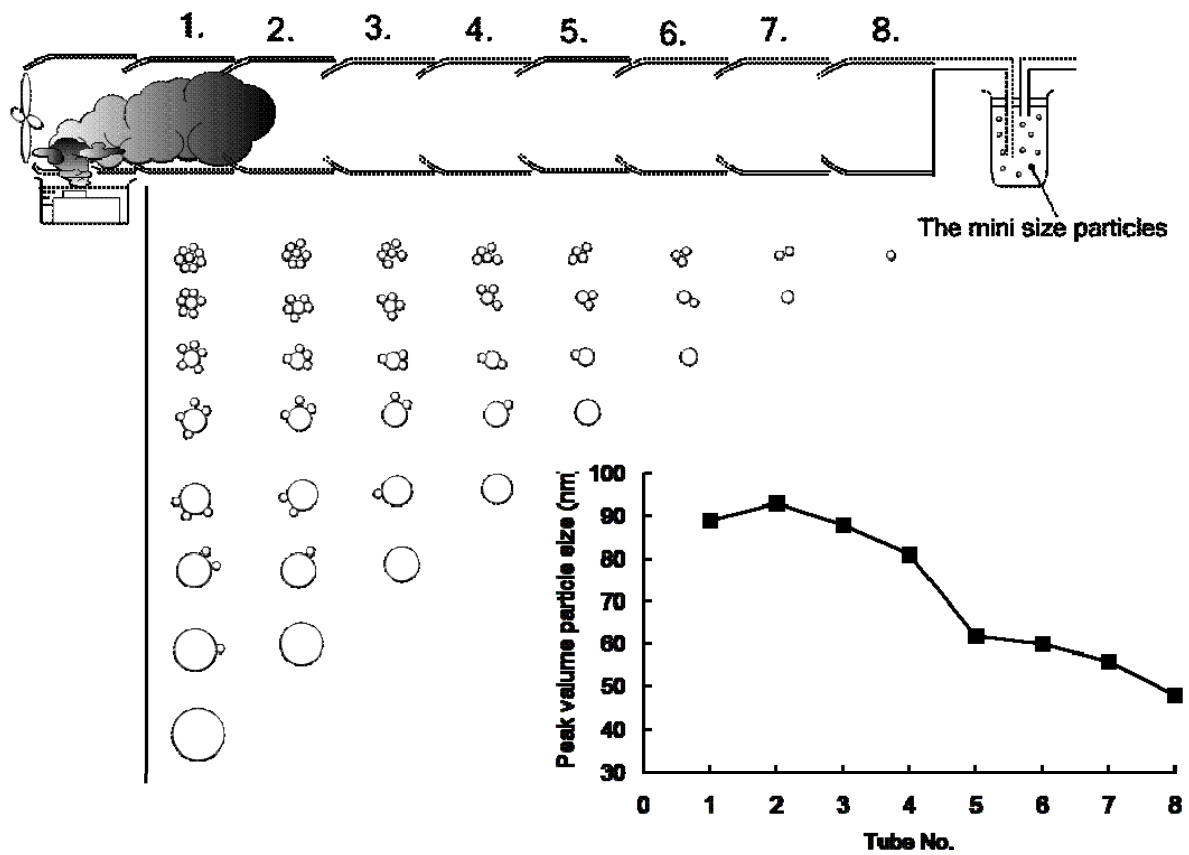 1. 2. 3. 4. 5. 6. 7. 8.
The mini size particles
Peak valume particle size (nm
100
90
80
70
60
50
40
30
0 1 2 3 4 5 6 7 8
Tube No.